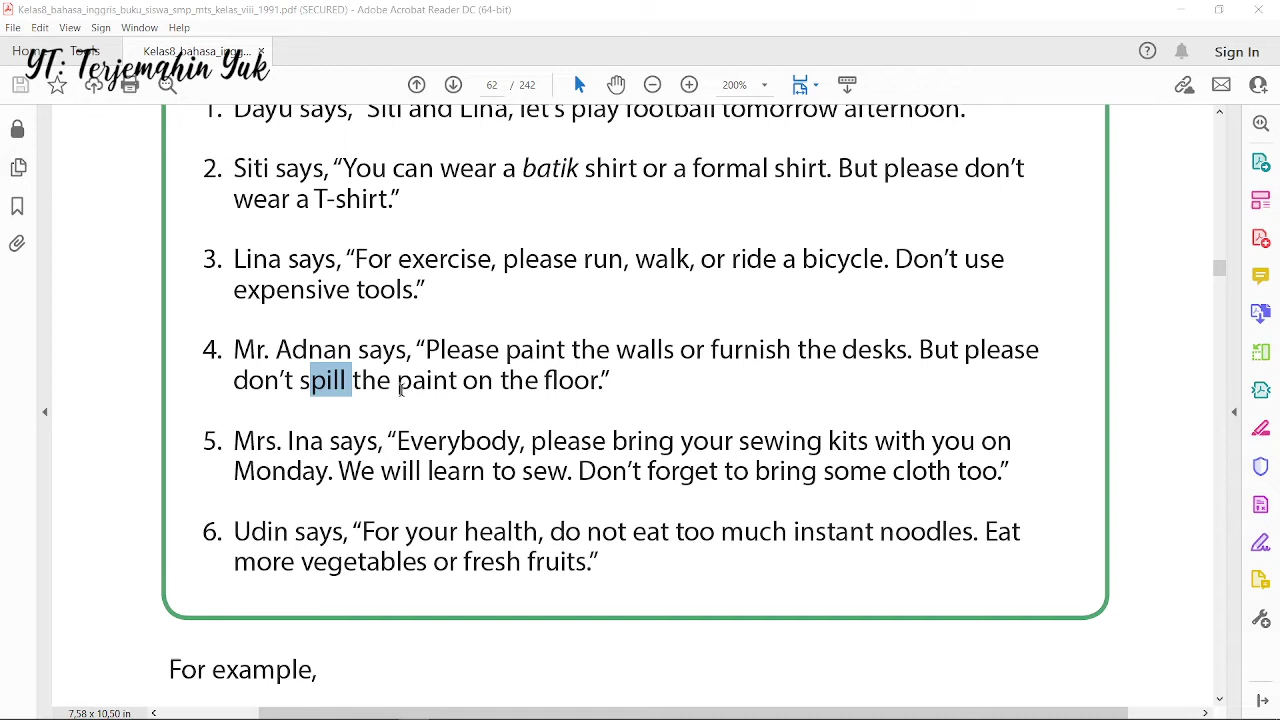 Kelas8_bahasa_inggris_buku_siswa_smp_mts_kelas_viii_1991.pdf (SECURED) - Adobe Acrobat Reader DC (64-bit)
File Edit View Sign Window Help
Tools Kelas8_bahasa_ingg... × Sign In
YT: Terjemahin Yuk
62 / 242 200%
1. Dayu says, “Siti and Lina, let’s play football tomorrow afternoon.
2. Siti says, “You can wear a batik shirt or a formal shirt. But please don’t
wear a T-shirt.”
3. Lina says, “For exercise, please run, walk, or ride a bicycle. Don’t use
expensive tools.”
4. Mr. Adnan says, “Please paint the walls or furnish the desks. But please
don’t spill the paint on the floor.”
5. Mrs. Ina says, “Everybody, please bring your sewing kits with you on
Monday. We will learn to sew. Don’t forget to bring some cloth too.”
6. Udin says, “For your health, do not eat too much instant noodles. Eat
more vegetables or fresh fruits.”
For example,
7,58 x 10,50 in